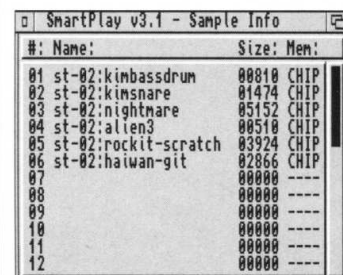 SmartPlay v3.1 - Sample Info
#: Name: Size: Mem:
01 st-02:kimbassdrum 00810 CHIP
02 st-02:kimsnare 01474 CHIP
03 st-02:nightmare 05152 CHIP
04 st-02:alien3 00510 CHIP
05 st-02:rockit-scratch 03924 CHIP
06 st-02:haiwan-git 02866 CHIP
07 00000 ----
08 00000 ----
09 00000 ----
10 00000 ----
11 00000 ----
12 00000 ----